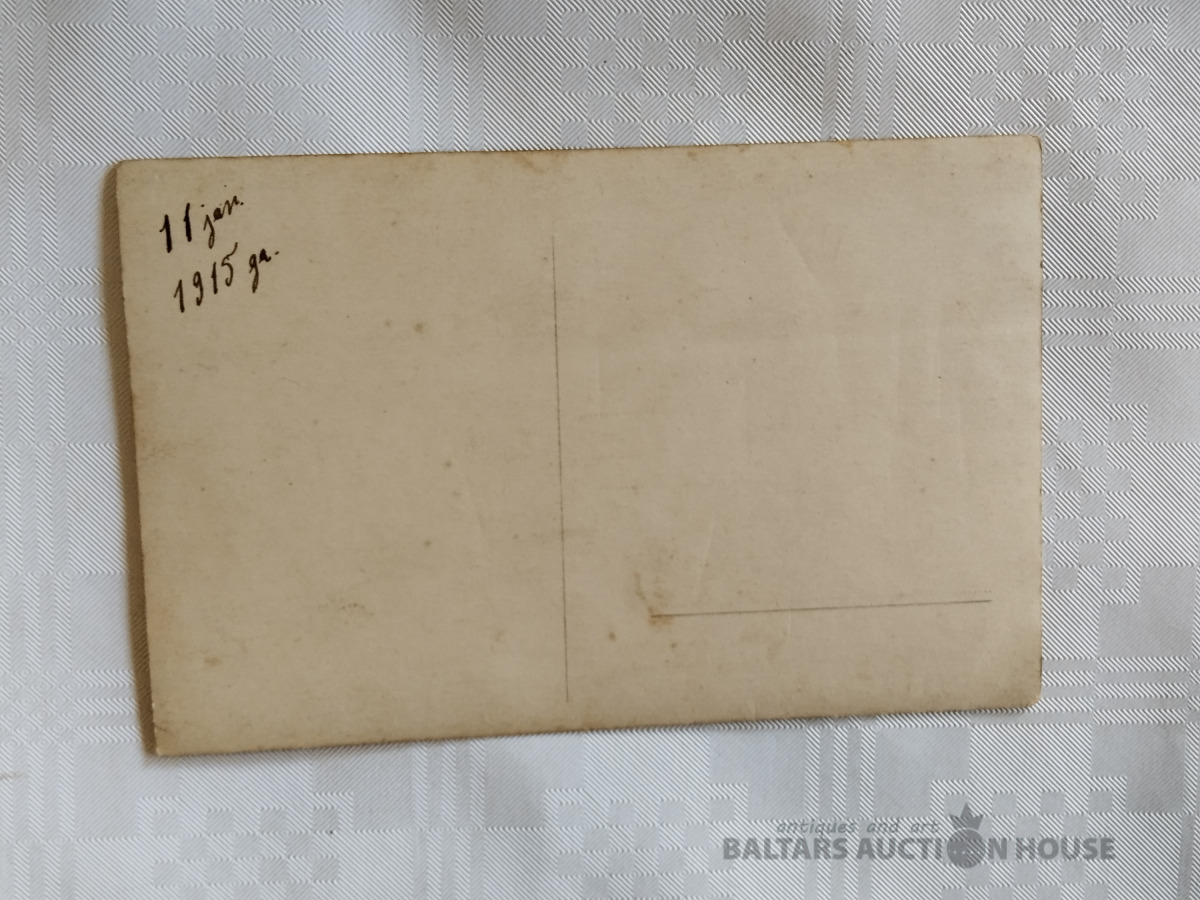 11 jan.
1915 ga.
antiques and art
BALTARS AUCTION HOUSE